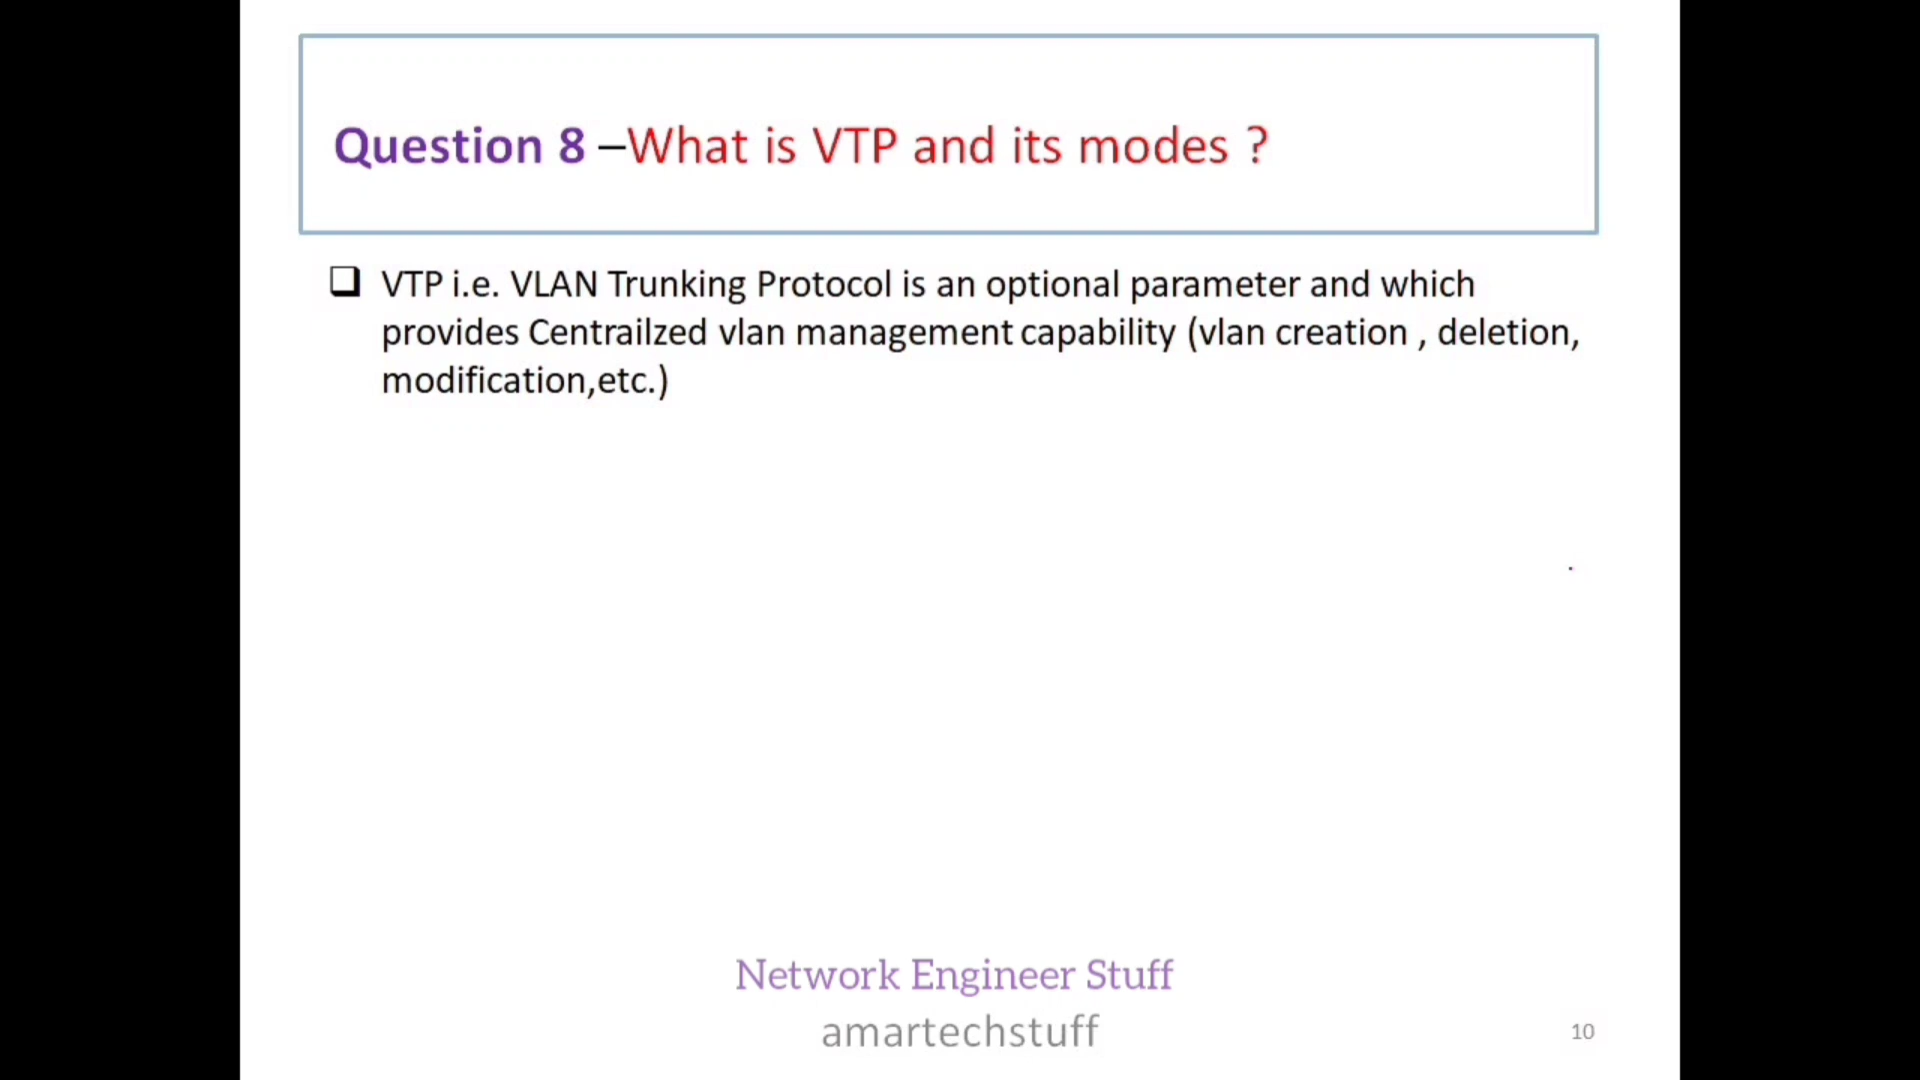 Question 8 –What is VTP and its modes ?
VTP i.e. VLAN Trunking Protocol is an optional parameter and which
provides Centrailzed vlan management capability (vlan creation , deletion,
modification,etc.)
Network Engineer Stuff
amartechstuff
10